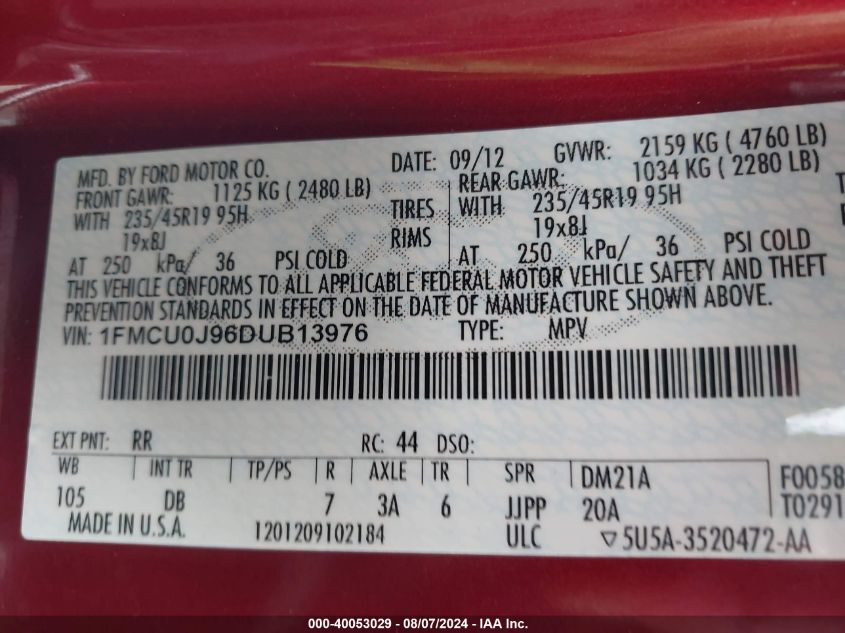 MFD. BY FORD MOTOR CO. DATE: 09/12 GVWR: 2159 KG ( 4760 LB)
FRONT GAWR: 1125 KG ( 2480 LB) REAR GAWR: 1034 KG ( 2280 LB)
WITH 235/45R19 95H TIRES WITH 235/45R19 95H
19x8J RIMS 19x8J
AT 250 kPa/ 36 PSI COLD AT 250 kPa/ 36 PSI COLD
THIS VEHICLE CONFORMS TO ALL APPLICABLE FEDERAL MOTOR VEHICLE SAFETY AND THEFT
PREVENTION STANDARDS IN EFFECT ON THE DATE OF MANUFACTURE SHOWN ABOVE.
VIN: 1FMCU0J96DUB13976 TYPE: MPV
EXT PNT: RR RC: 44 DSO:
WB INT TR TP/PS R AXLE TR SPR DM21A F0058
105 DB 7 3A 6 JJPP 20A T0291
MADE IN U.S.A. 1201209102184 ULC ▽5U5A-3520472-AA
000-40053029 - 08/07/2024 - IAA Inc.